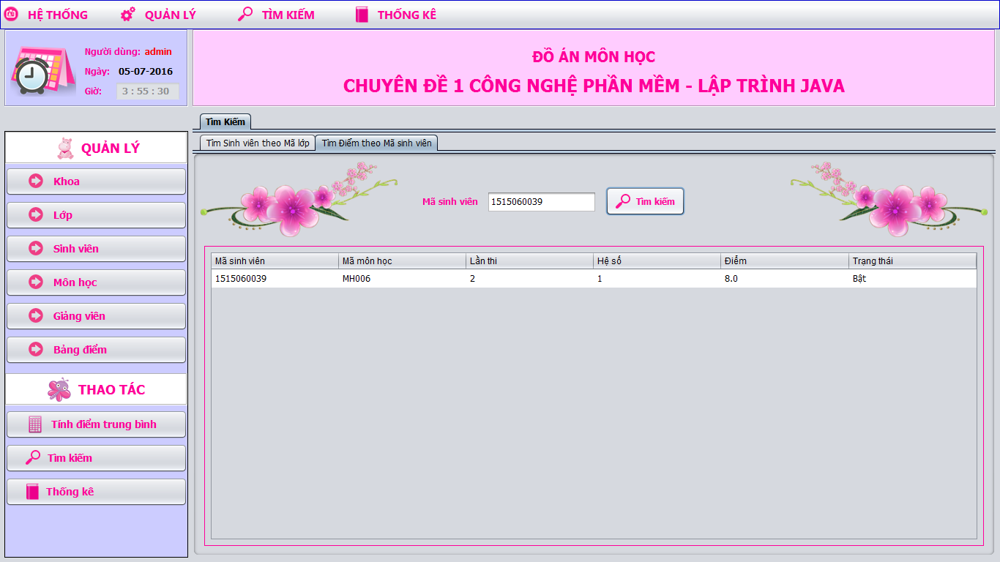 HỆ THỐNG QUẢN LÝ TÌM KIẾM THỐNG KÊ
Người dùng: admin
Ngày: 05-07-2016
Giờ: 3 : 55 : 30
ĐỒ ÁN MÔN HỌC
CHUYÊN ĐỀ 1 CÔNG NGHỆ PHẦN MỀM - LẬP TRÌNH JAVA
QUẢN LÝ
Khoa
Lớp
Sinh viên
Môn học
Giảng viên
Bảng điểm
THAO TÁC
Tính điểm trung bình
Tìm kiếm
Thống kê
Tìm Kiếm
Tìm Sinh viên theo Mã lớp Tìm Điểm theo Mã sinh viên
Mã sinh viên 1515060039 Tìm kiếm
Mã sinh viên Mã môn học Lần thi Hệ số Điểm Trạng thái
1515060039 MH006 2 1 8.0 Bật